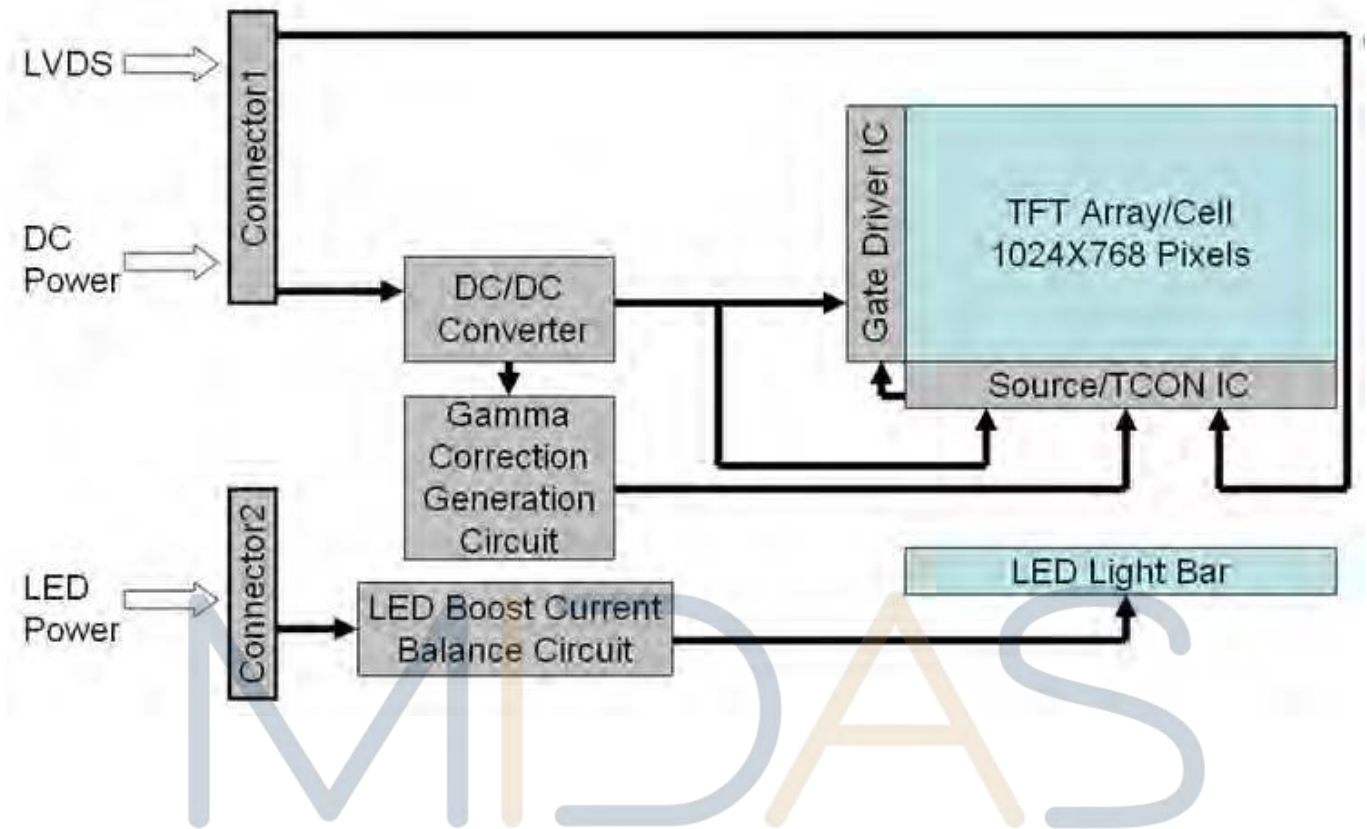 LVDS
Connector1
DC
Power
DC/DC
Converter
Gate Driver IC
TFT Array/Cell
1024X768 Pixels
Source/TCON IC
Gamma
Correction
Generation
Circuit
Connector2
LED
Power
LED Boost Current
Balance Circuit
LED Light Bar
MIDAS